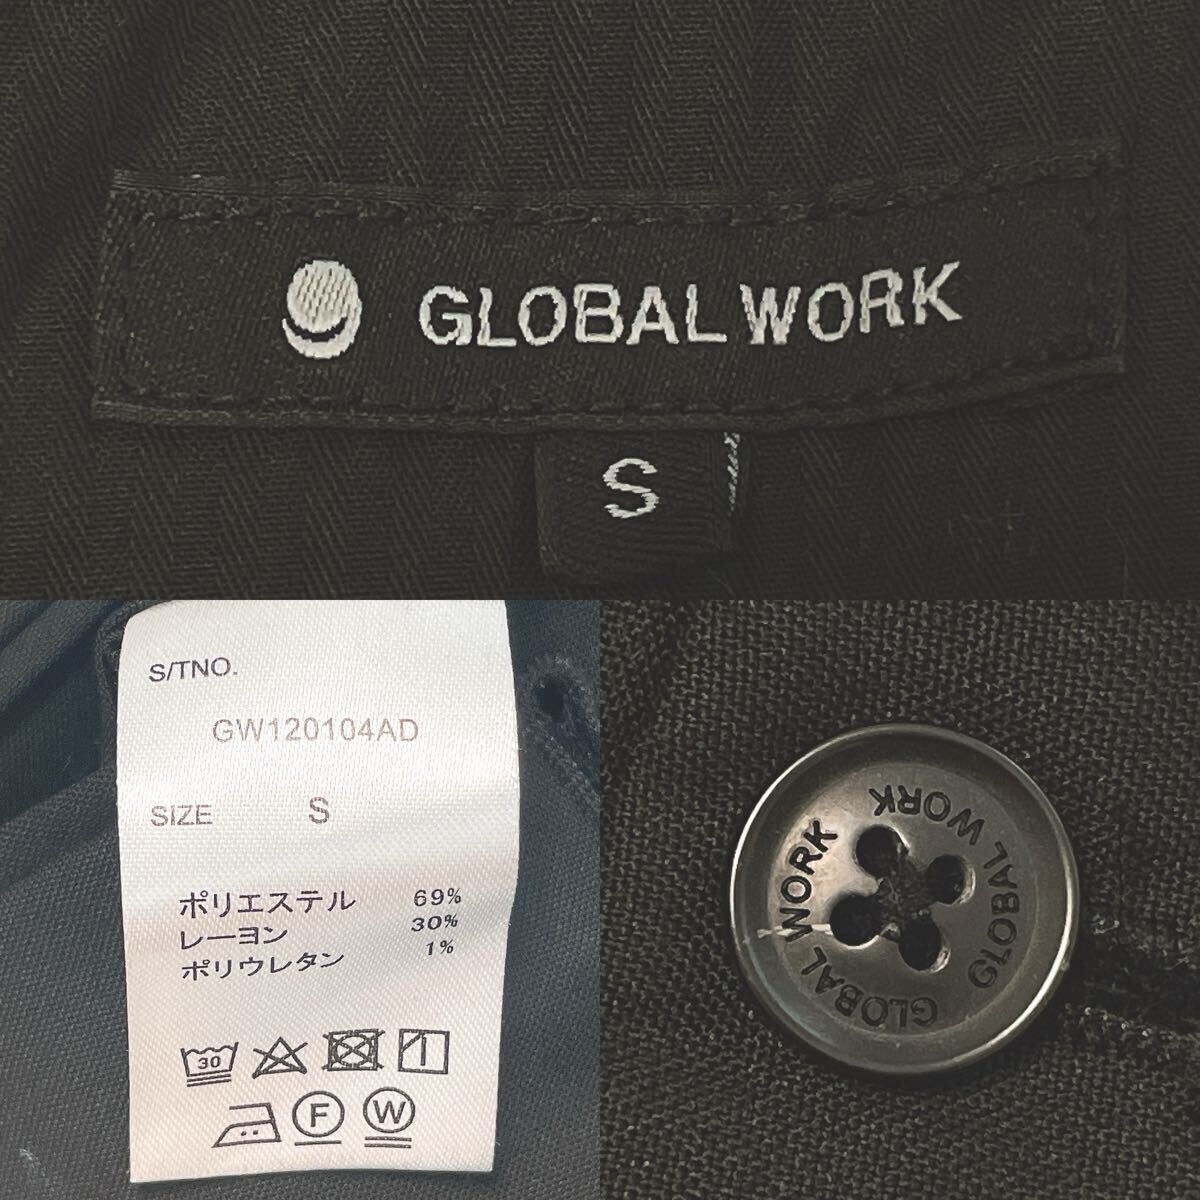 GLOBAL WORK
S
S/TNO.
GW120104AD
SIZE S
ポリエステル 69%
レーヨン 30%
ポリウレタン 1%
30
F W
GLOBAL WORK
GLOBAL WORK